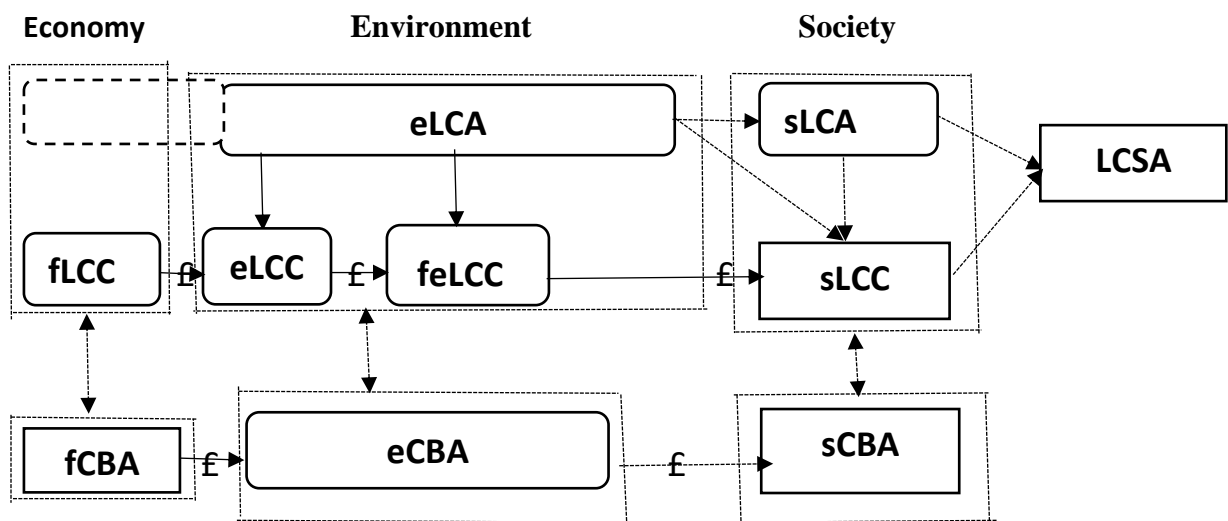 Economy Environment Society
eLCA sLCA
LCSA
fLCC £ eLCC £ feLCC £ sLCC
fCBA £ eCBA £ sCBA